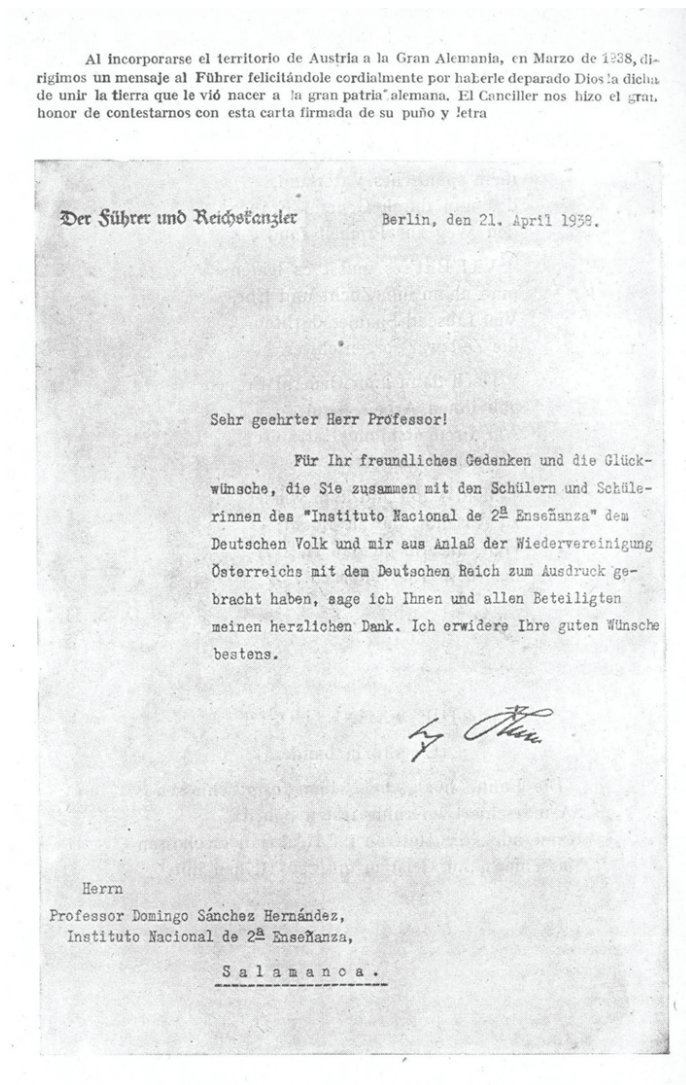 Al incorporarse el territorio de Austria a la Gran Alemania, en Marzo de 1938, di-
rigimos un mensaje al Führer felicitándole cordialmente por haberle deparado Dios la dicha
de unir la tierra que le vió nacer a la gran patria alemana. El Canciller nos hizo el gran
honor de contestarnos con esta carta firmada de su puño y letra
Der Führer und Reichskanzler
Berlin, den 21. April 1938.
Sehr geehrter Herr Professor!
Für Ihr freundliches Gedenken und die Glück-
wünsche, die Sie zusammen mit den Schülern und Schüle-
rinnen des "Instituto Nacional de 2ª Enseñanza" dem
Deutschen Volk und mir aus Anlaß der Wiedervereinigung
Österreichs mit dem Deutschen Reich zum Ausdruck ge-
bracht haben, sage ich Ihnen und allen Beteiligten
meinen herzlichen Dank. Ich erwidere Ihre guten Wünsche
bestens.
Herrn
Professor Domingo Sánchez Hernández,
Instituto Nacional de 2ª Enseñanza,
Salamanca.